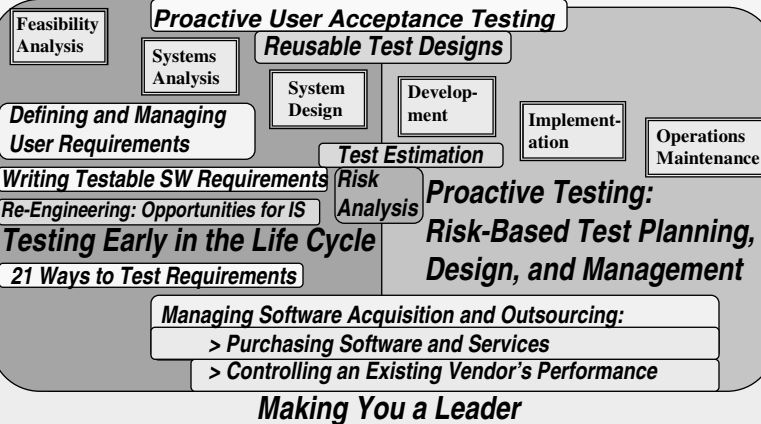 Proactive User Acceptance Testing
Feasibility
Analysis
Reusable Test Designs
Systems
Analysis
System
Design
Develop-
ment
Implement-
ation
Operations
Maintenance
Defining and Managing
User Requirements
Test Estimation
Writing Testable SW Requirements
Risk
Analysis
Re-Engineering: Opportunities for IS
Testing Early in the Life Cycle
21 Ways to Test Requirements
Proactive Testing:
Risk-Based Test Planning,
Design, and Management
Managing Software Acquisition and Outsourcing:
> Purchasing Software and Services
> Controlling an Existing Vendor’s Performance
Making You a Leader